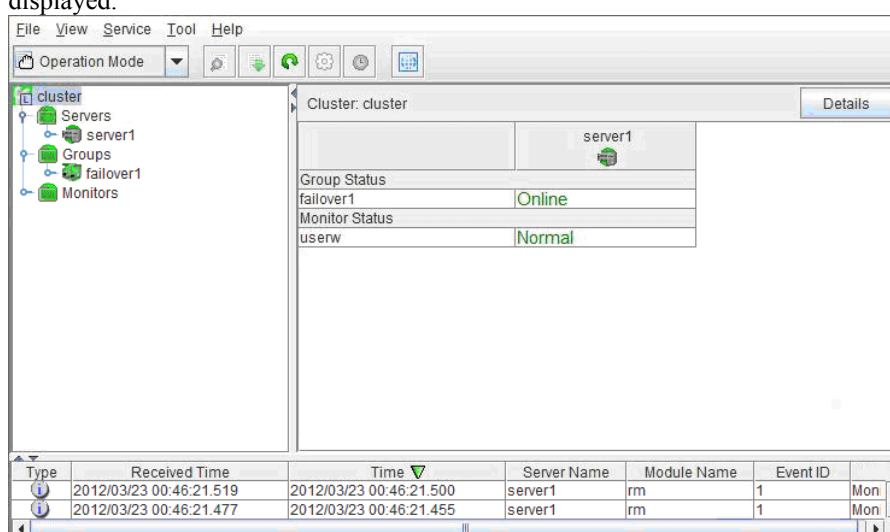 displayed.
File View Service Tool Help
Operation Mode
cluster
Servers
server1
Groups
failover1
Monitors
Cluster: cluster
Details
server1
Group Status
failover1 Online
Monitor Status
userw Normal
Type Received Time Time Server Name Module Name Event ID
2012/03/23 00:46:21.519 2012/03/23 00:46:21.500 server1 rm 1 Moni
2012/03/23 00:46:21.477 2012/03/23 00:46:21.455 server1 rm 1 Moni